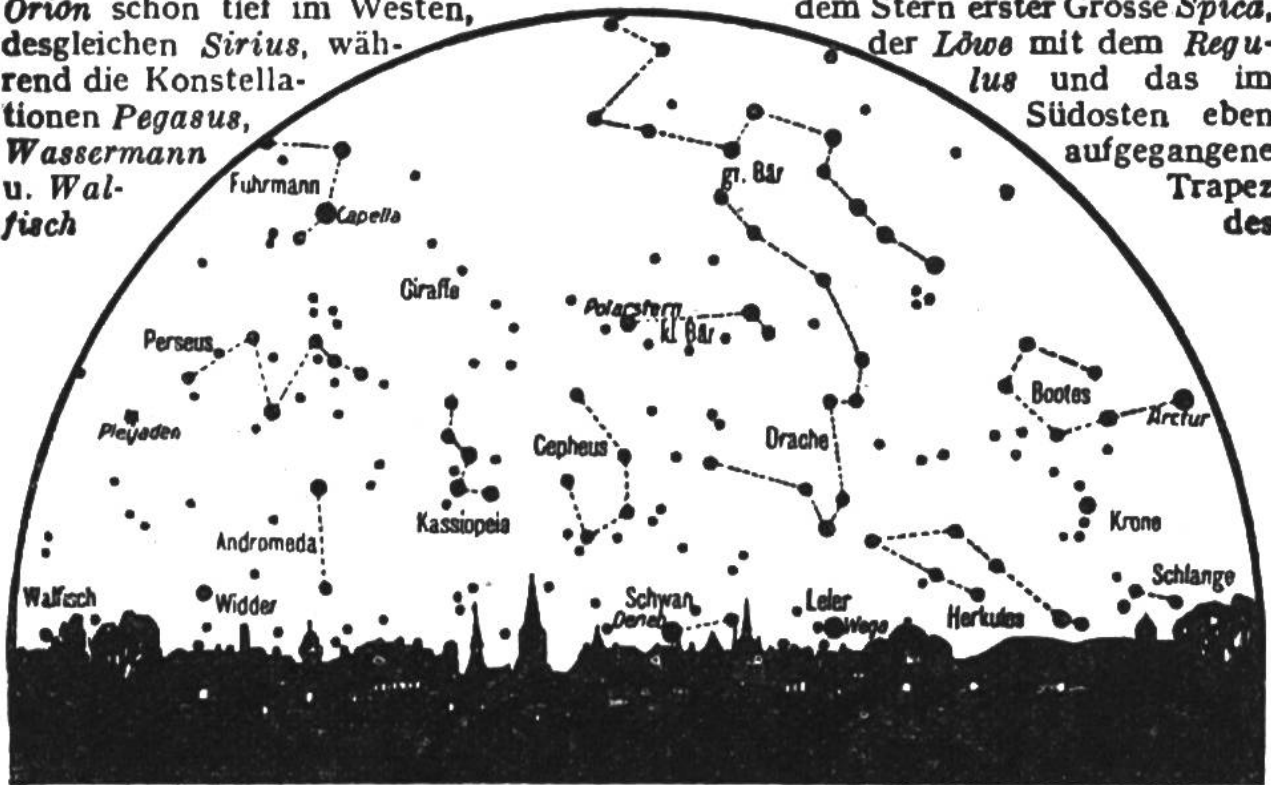 Orion schon tief im Westen,
desgleichen Sirius, wäh-
rend die Konstella-
tionen Pegasus,
Wassermann
u. Wal-
fisch
dem Stern erster Grösse Spica,
der Löwe mit dem Regu-
lus und das im
Südosten eben
aufgegangene
Trapez
des
gr. Bär
Fuhrmann
Capella
Giraffe
Polarstern
kl. Bär
Perseus
Bootes
Arctur
Pleyaden
Cepheus
Drache
Kassiopeia
Krone
Andromeda
Schlange
Walfisch
Widder
Schwan
Deneb
Leier
Wega
Herkules